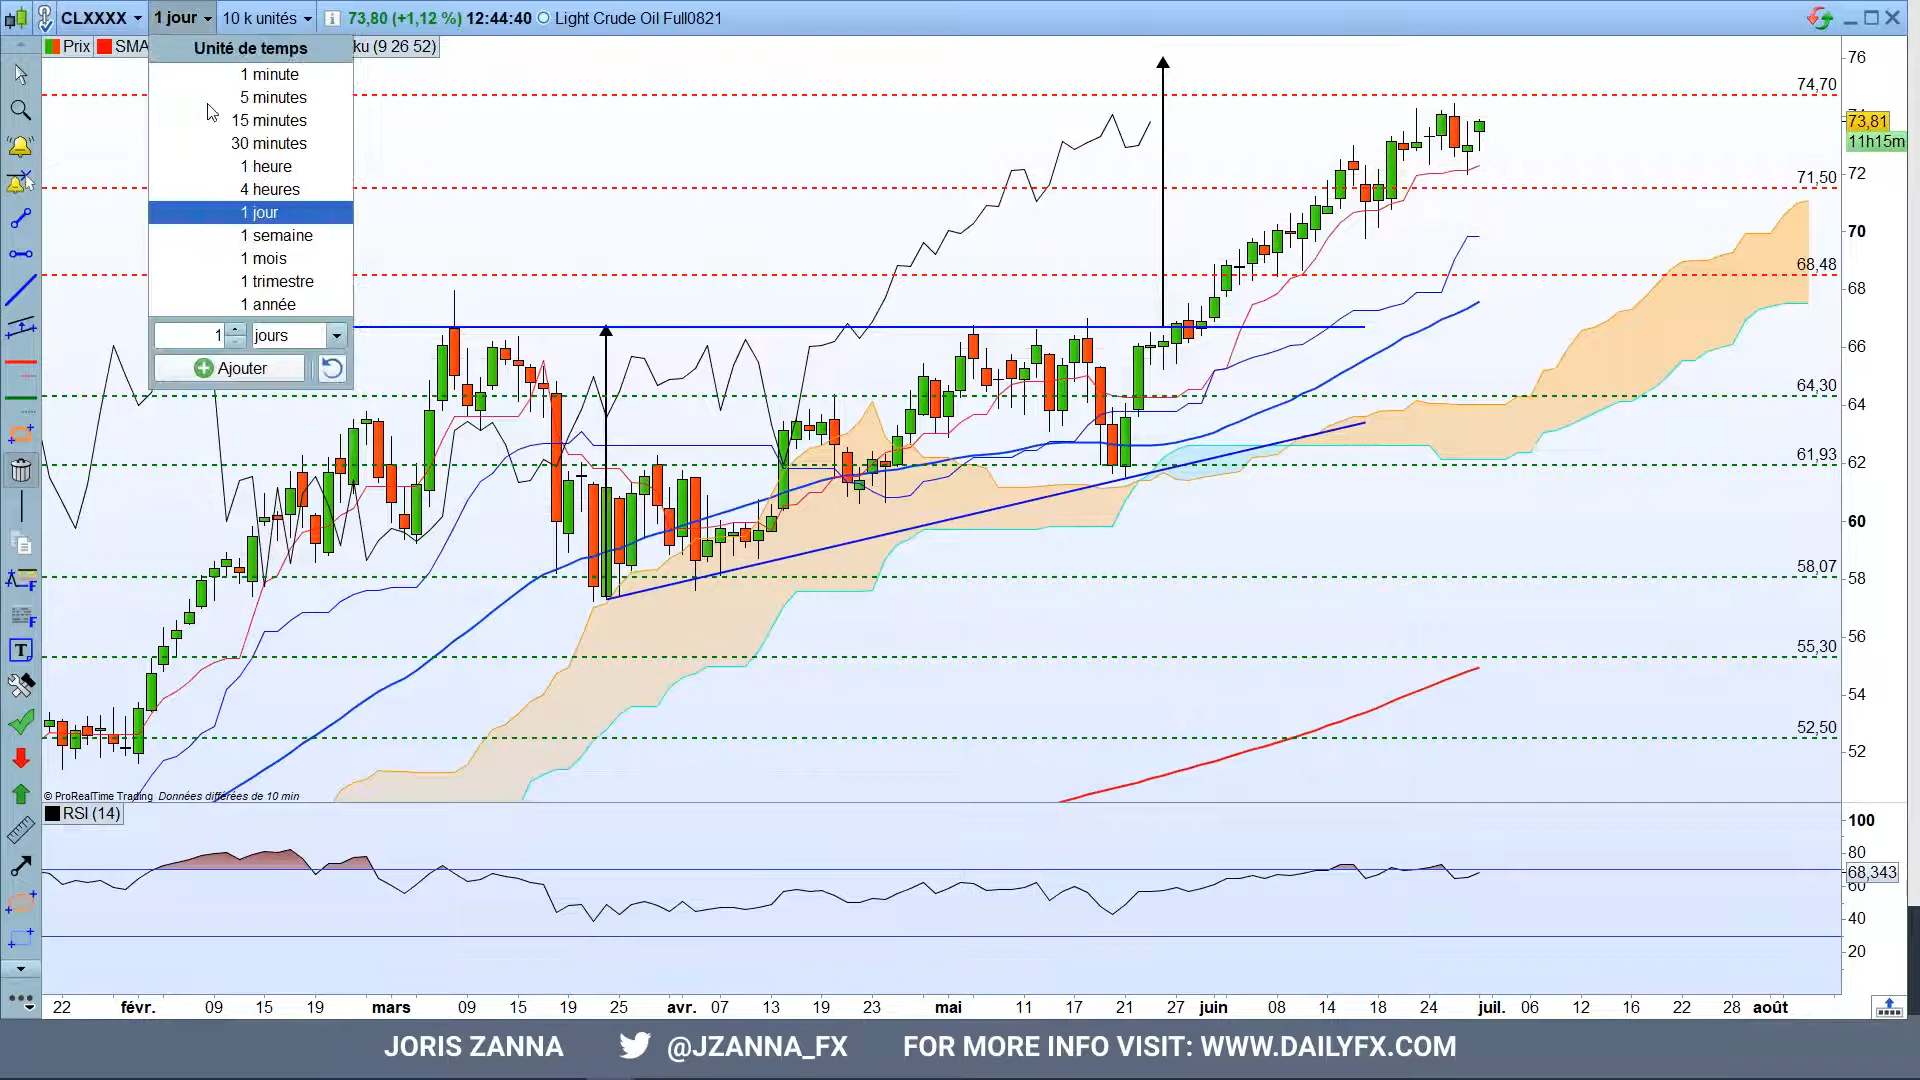 CLXXXX 1 jour 10 k unités 73,80 (+1,12 %) 12:44:40 Light Crude Oil Full0821
Prix SMA ku (9 26 52)
Unité de temps
1 minute
5 minutes
15 minutes
30 minutes
1 heure
4 heures
1 jour
1 semaine
1 mois
1 trimestre
1 année
1 jours
Ajouter
76
74,70
73,81
11h15m
72
71,50
70
68,48
68
66
64,30
64
61,93
62
60
58,07
58
56
55,30
54
52,50
52
© ProRealTime Trading Données différées de 10 min
RSI (14)
100
80
68,343
60
40
20
22 févr. 09 15 19 mars 09 15 19 25 avr. 07 13 19 23 mai 11 17 21 27 juin 08 14 18 24 juil. 06 12 16 22 28 août
JORIS ZANNA @JZANNA_FX FOR MORE INFO VISIT: WWW.DAILYFX.COM